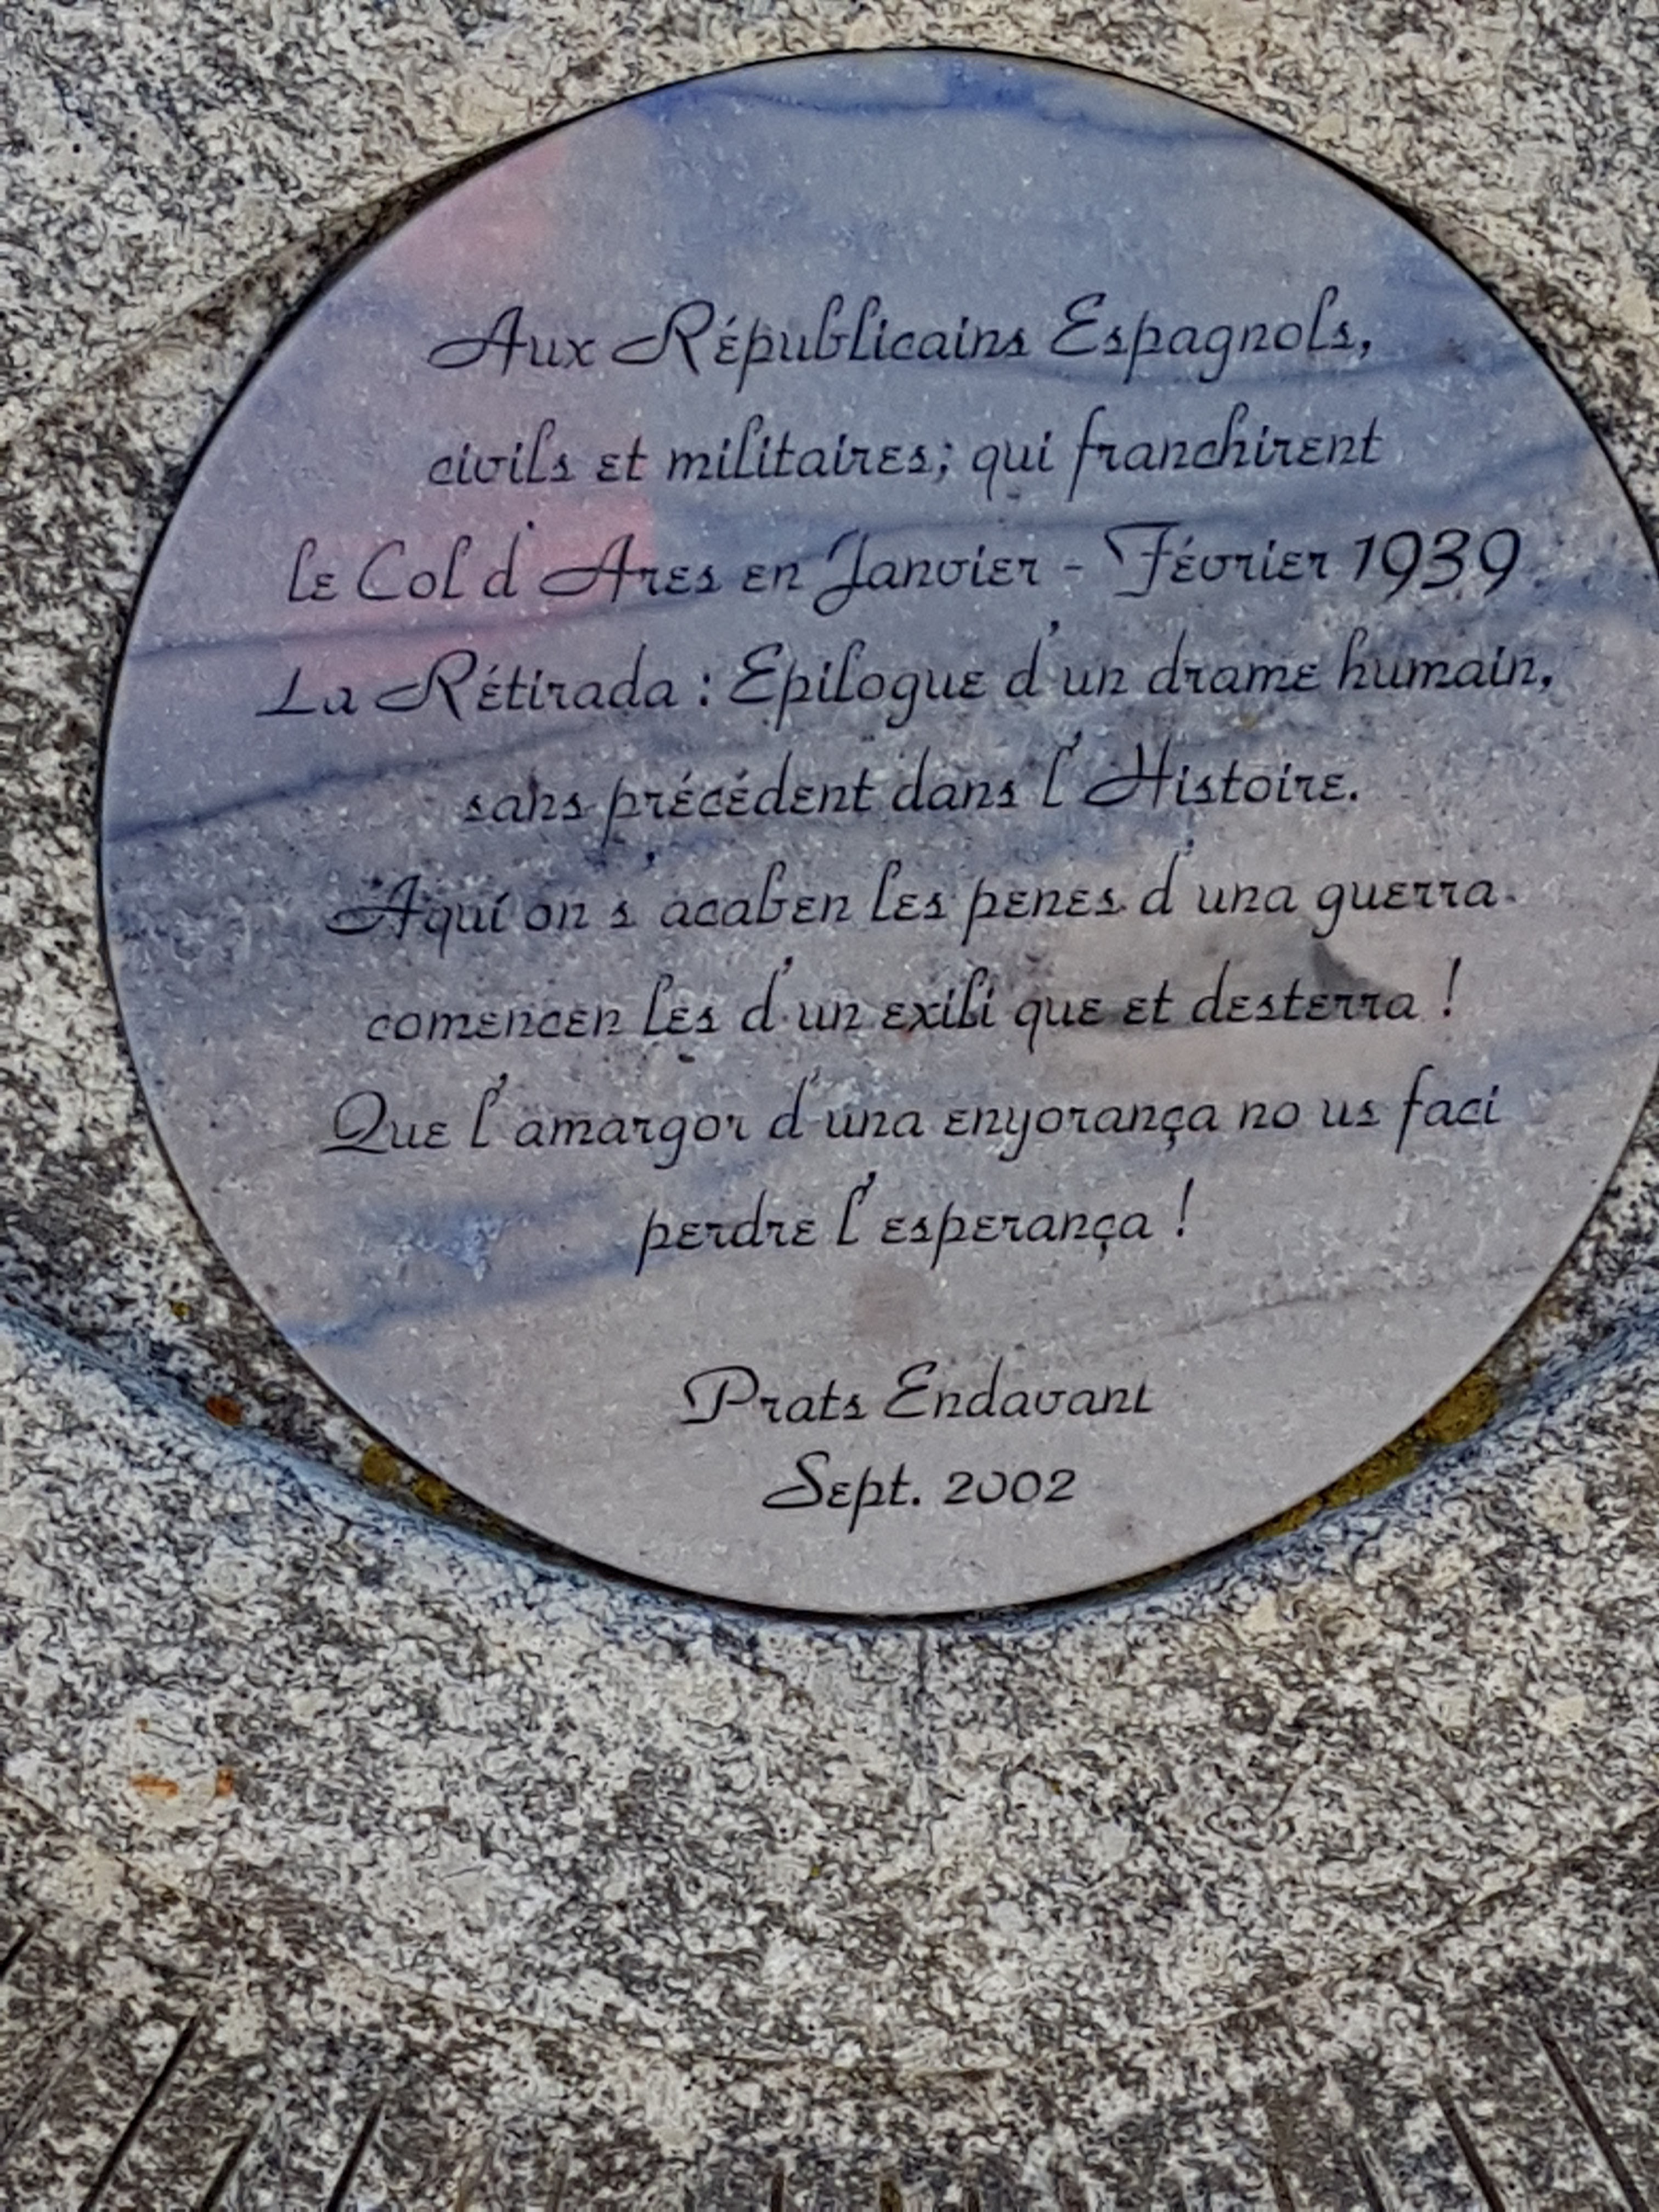 Aux Républicains Espagnols,
civils et militaires; qui franchirent
le Col d'Ares en Janvier - Février 1939
La Rétirada : Epilogue d'un drame humain,
sans précédent dans l'Histoire.
Aquí on s'acaben les penes d'una guerra.
comencen les d'un exili que et desterra !
Que l'amargor d'una enyorança no us faci
perdre l'esperança !
Prats Endavant
Sept. 2002